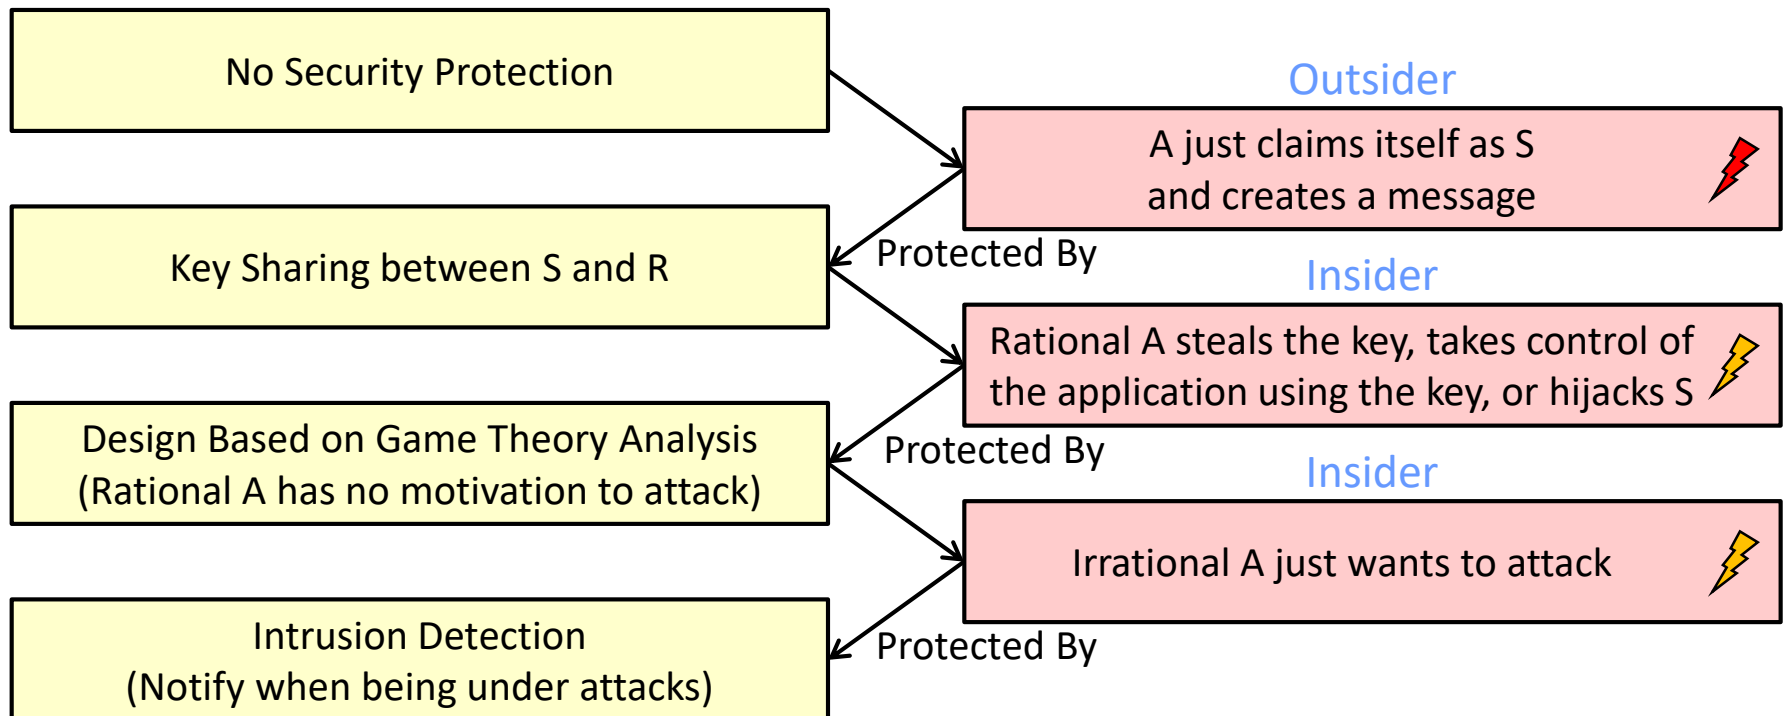 No Security Protection
Outsider
A just claims itself as S
and creates a message
Protected By
Key Sharing between S and R
Insider
Rational A steals the key, takes control of
the application using the key, or hijacks S
Protected By
Design Based on Game Theory Analysis
(Rational A has no motivation to attack)
Insider
Irrational A just wants to attack
Protected By
Intrusion Detection
(Notify when being under attacks)